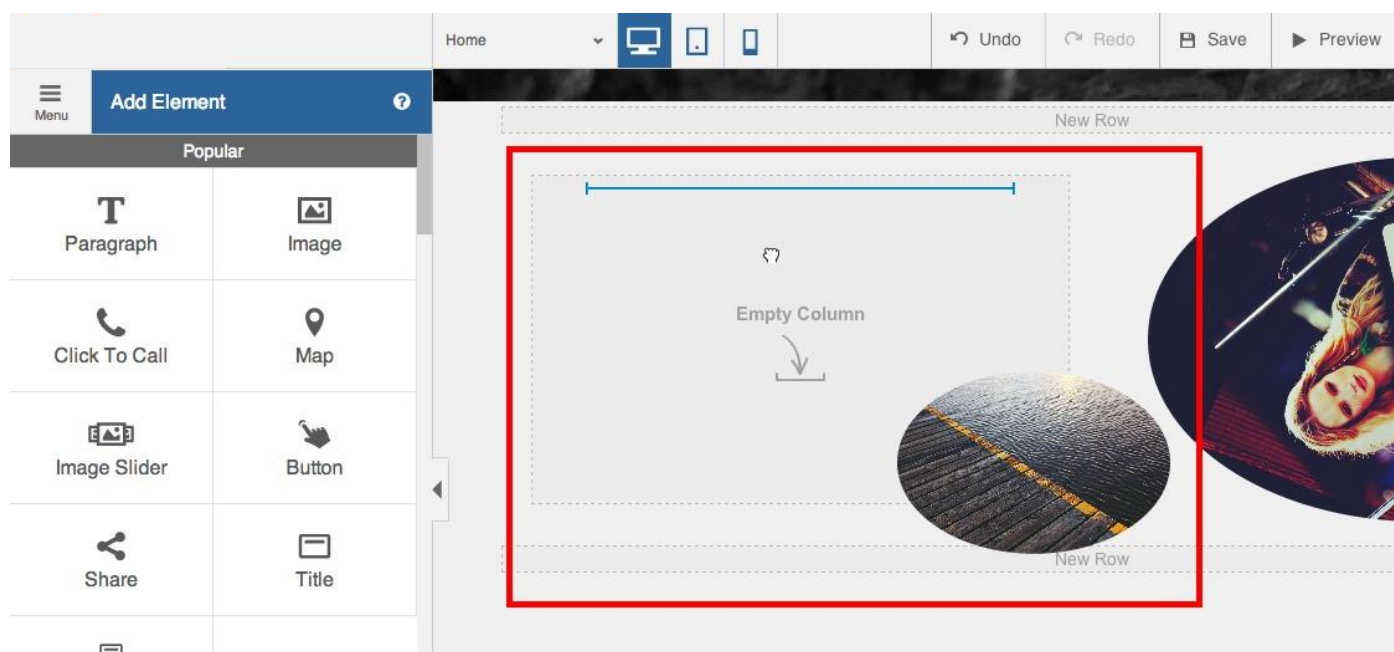 Home
Undo
Redo
Save
Preview
Menu
Add Element
?
Popular
New Row
T
Paragraph
Image
Click To Call
Map
Empty Column
Image Slider
Button
Share
Title
New Row